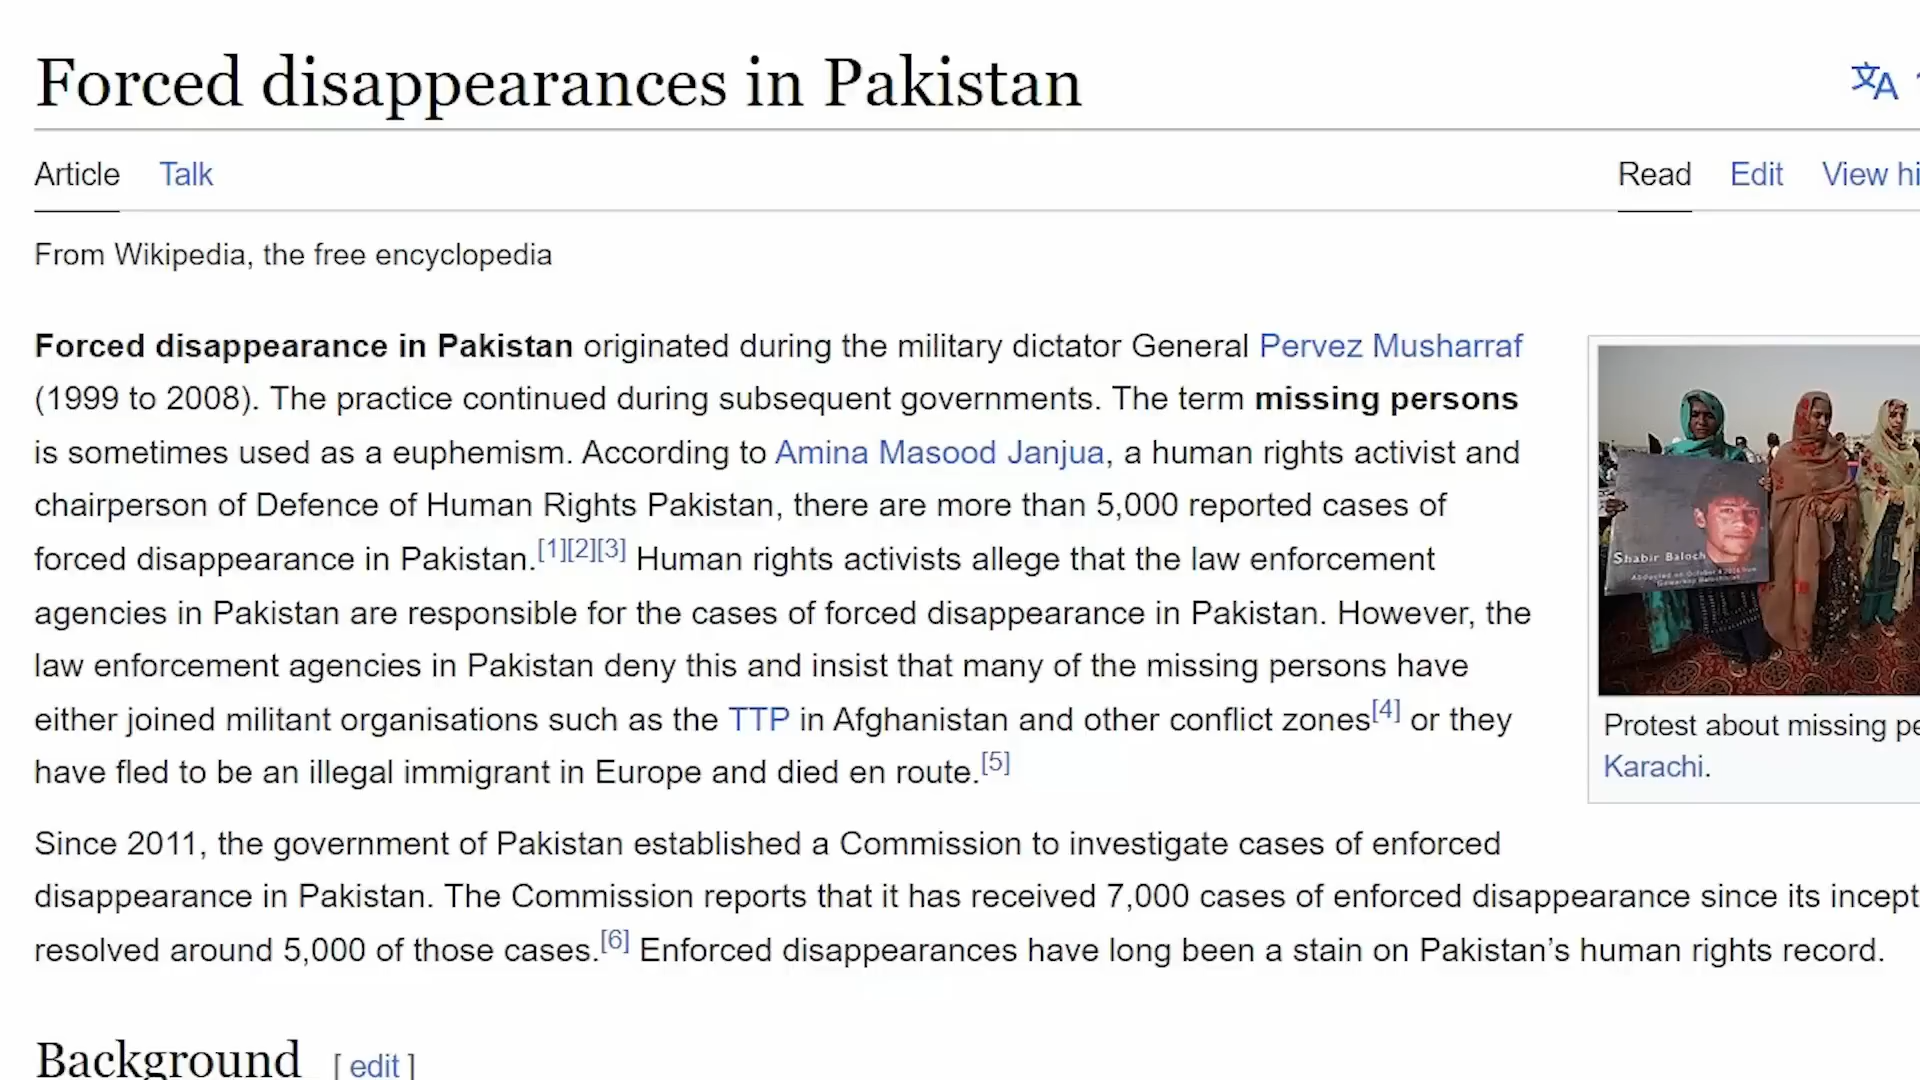 Forced disappearances in Pakistan
Article Talk Read Edit View hi
From Wikipedia, the free encyclopedia
Forced disappearance in Pakistan originated during the military dictator General Pervez Musharraf
(1999 to 2008). The practice continued during subsequent governments. The term missing persons
is sometimes used as a euphemism. According to Amina Masood Janjua, a human rights activist and
chairperson of Defence of Human Rights Pakistan, there are more than 5,000 reported cases of
forced disappearance in Pakistan.[1][2][3] Human rights activists allege that the law enforcement
agencies in Pakistan are responsible for the cases of forced disappearance in Pakistan. However, the
law enforcement agencies in Pakistan deny this and insist that many of the missing persons have
either joined militant organisations such as the TTP in Afghanistan and other conflict zones[4] or they
have fled to be an illegal immigrant in Europe and died en route.[5]
Shabir Baloch
Abducted on October 4 2016 from
Protest about missing pe
Karachi.
Since 2011, the government of Pakistan established a Commission to investigate cases of enforced
disappearance in Pakistan. The Commission reports that it has received 7,000 cases of enforced disappearance since its incept
resolved around 5,000 of those cases.[6] Enforced disappearances have long been a stain on Pakistan’s human rights record.
Background [ edit ]